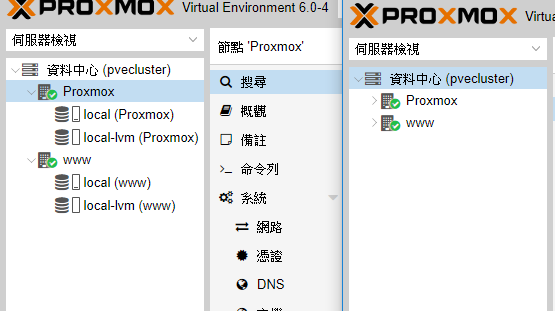 PROXMOX Virtual Environment 6.0-4
伺服器檢視
資料中心 (pvecluster)
Proxmox
local (Proxmox)
local-lvm (Proxmox)
www
local (www)
local-lvm (www)
節點 'Proxmox'
搜尋
概觀
備註
命令列
系統
網路
憑證
DNS
PROXMOX Virtua
伺服器檢視
資料中心 (pvecluster)
Proxmox
www